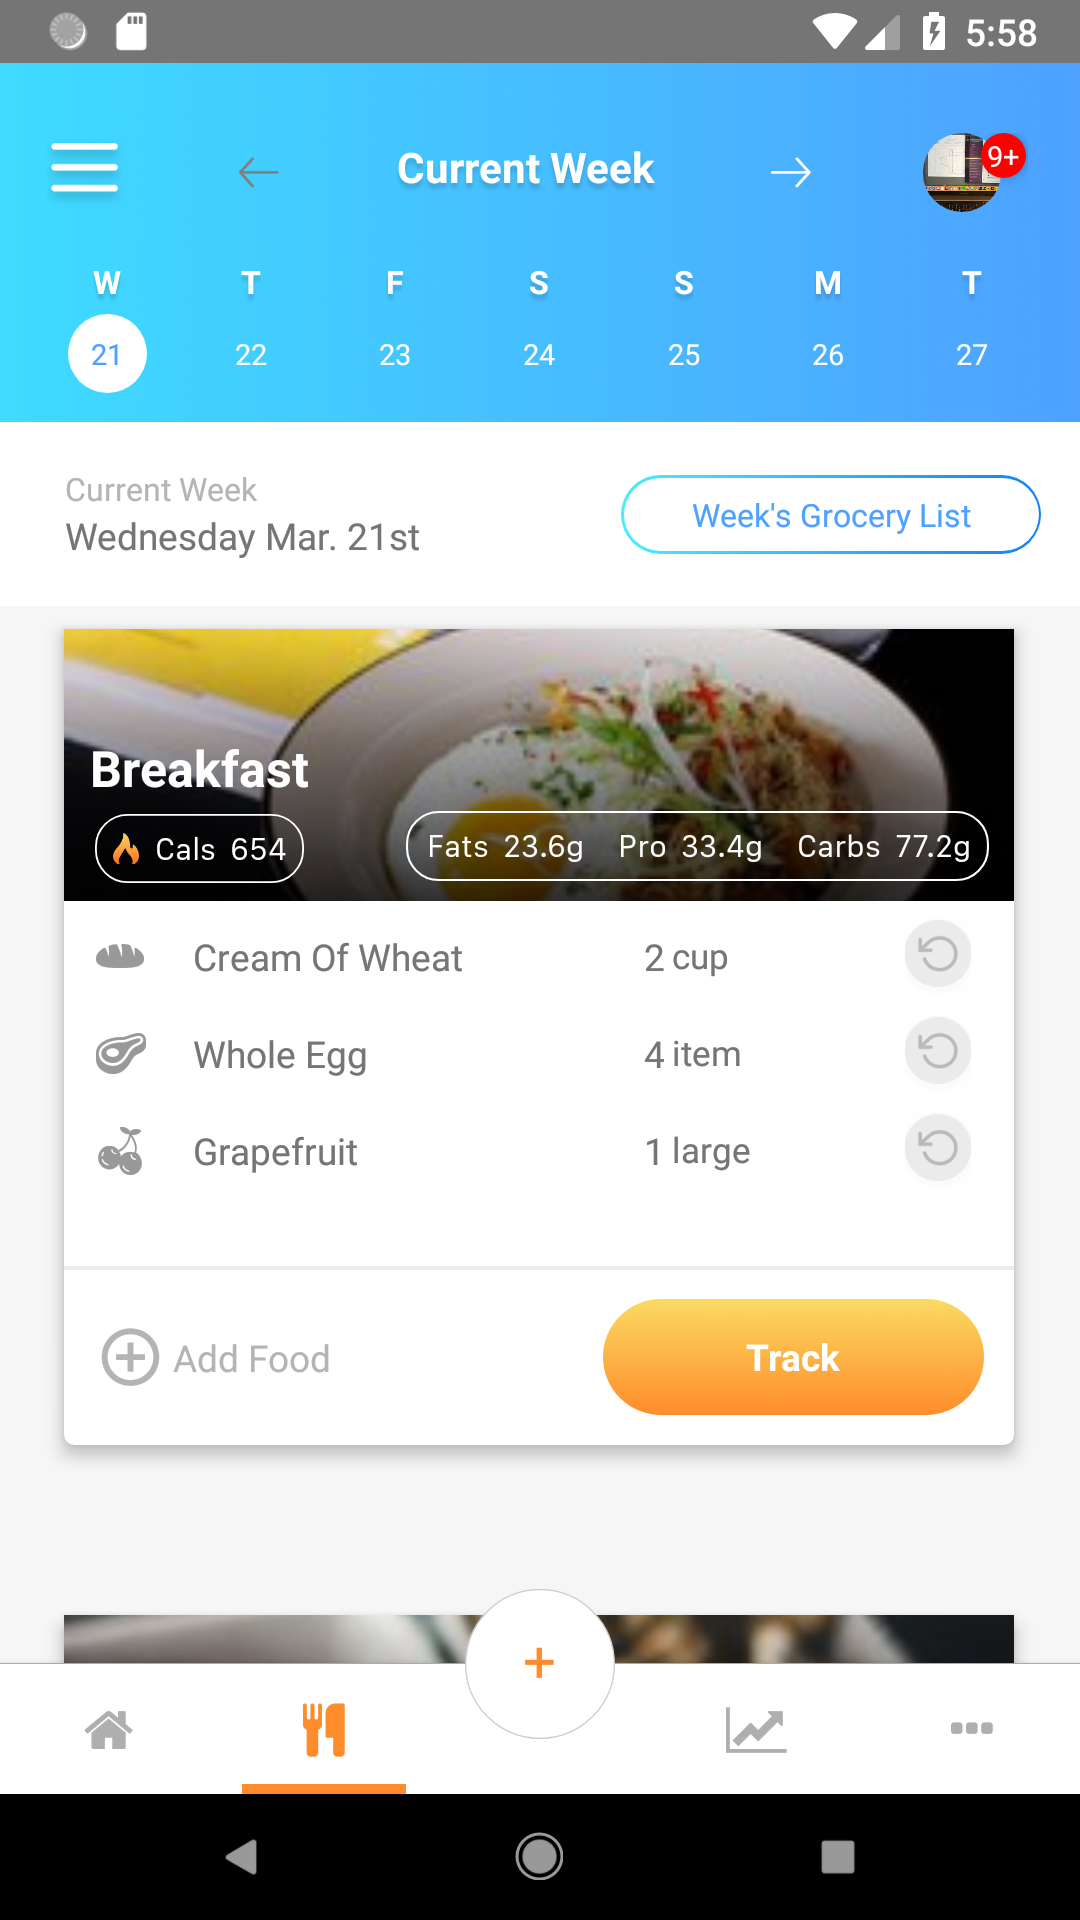 5:58
Current Week
9+
W T F S S M T
21 22 23 24 25 26 27
Current Week
Wednesday Mar. 21st
Week's Grocery List
Breakfast
Cals 654
Fats 23.6g Pro 33.4g Carbs 77.2g
Cream Of Wheat 2 cup
Whole Egg 4 item
Grapefruit 1 large
Add Food
Track
+